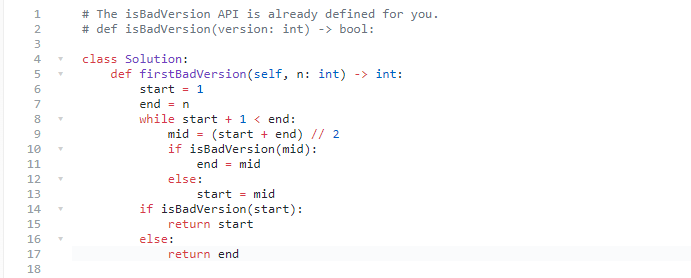 1 # The isBadVersion API is already defined for you.
2 # def isBadVersion(version: int) -> bool:
3
4 class Solution:
5     def firstBadVersion(self, n: int) -> int:
6         start = 1
7         end = n
8         while start + 1 < end:
9             mid = (start + end) // 2
10             if isBadVersion(mid):
11                 end = mid
12             else:
13                 start = mid
14         if isBadVersion(start):
15             return start
16         else:
17             return end
18